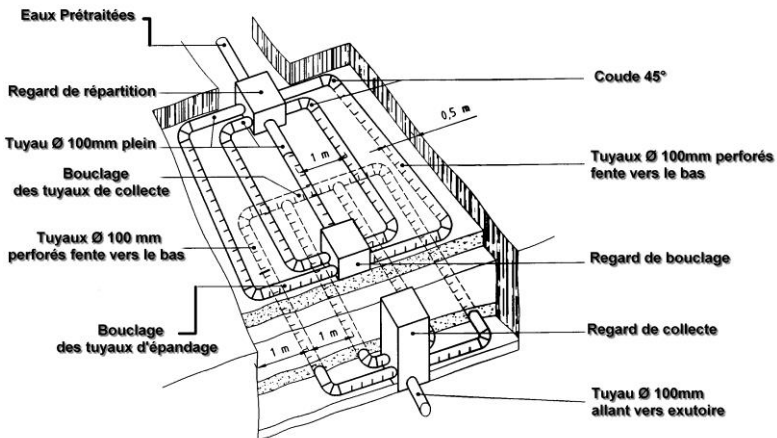 Eaux Prétraitées
Regard de répartition
Tuyau Ø 100mm plein
Bouclage
des tuyaux de collecte
Tuyaux Ø 100 mm
perforés fente vers le bas
Bouclage
des tuyaux d'épandage
Coude 45°
0,5 m
1 m
Tuyaux Ø 100mm perforés
fente vers le bas
Regard de bouclage
Regard de collecte
1 m
1 m
Tuyau Ø 100mm
allant vers exutoire